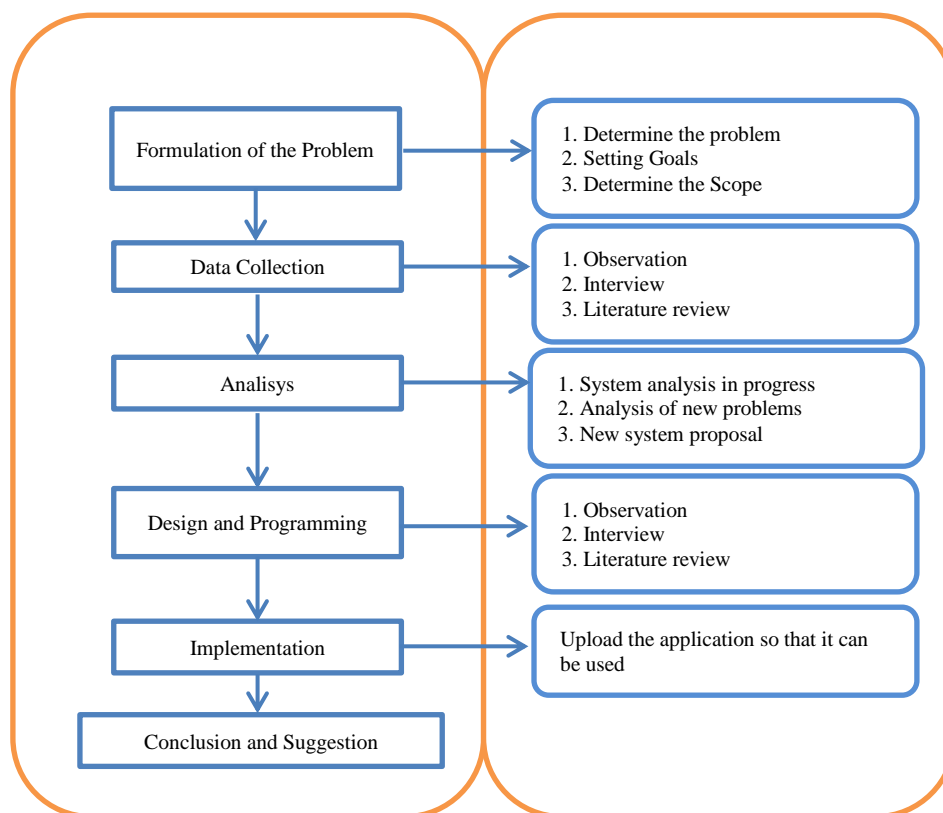 Formulation of the Problem
1. Determine the problem
2. Setting Goals
3. Determine the Scope
Data Collection
1. Observation
2. Interview
3. Literature review
Analisys
1. System analysis in progress
2. Analysis of new problems
3. New system proposal
Design and Programming
1. Observation
2. Interview
3. Literature review
Implementation
Upload the application so that it can
be used
Conclusion and Suggestion